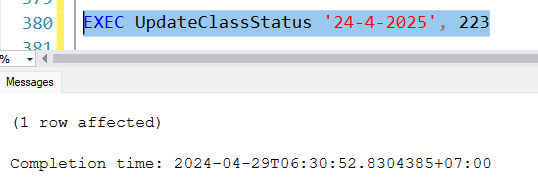 380
EXEC UpdateClassStatus '24-4-2025', 223
381
%
Messages
(1 row affected)
Completion time: 2024-04-29T06:30:52.8304385+07:00